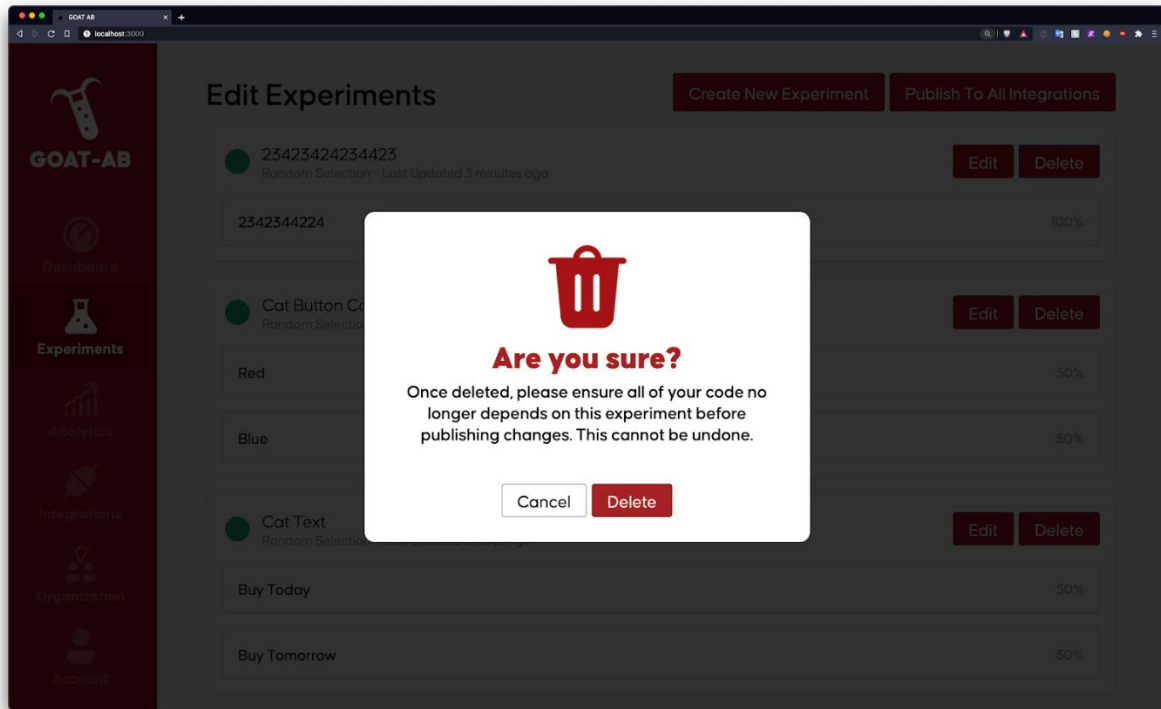 GOAT AB
localhost:3000
GOAT-AB
Dashboard
Experiments
Analytics
Integrations
Organization
Account
Edit Experiments
Create New Experiment
Publish To All Integrations
23423424234423
Random Selection - Last Updated 5 minutes ago
Edit
Delete
2342344224
100%
Cat Button
Random
Edit
Delete
Red
50%
Blue
50%
Cat Text
Random Selection
Edit
Delete
Buy Today
50%
Buy Tomorrow
50%
Are you sure?
Once deleted, please ensure all of your code no
longer depends on this experiment before
publishing changes. This cannot be undone.
Cancel
Delete